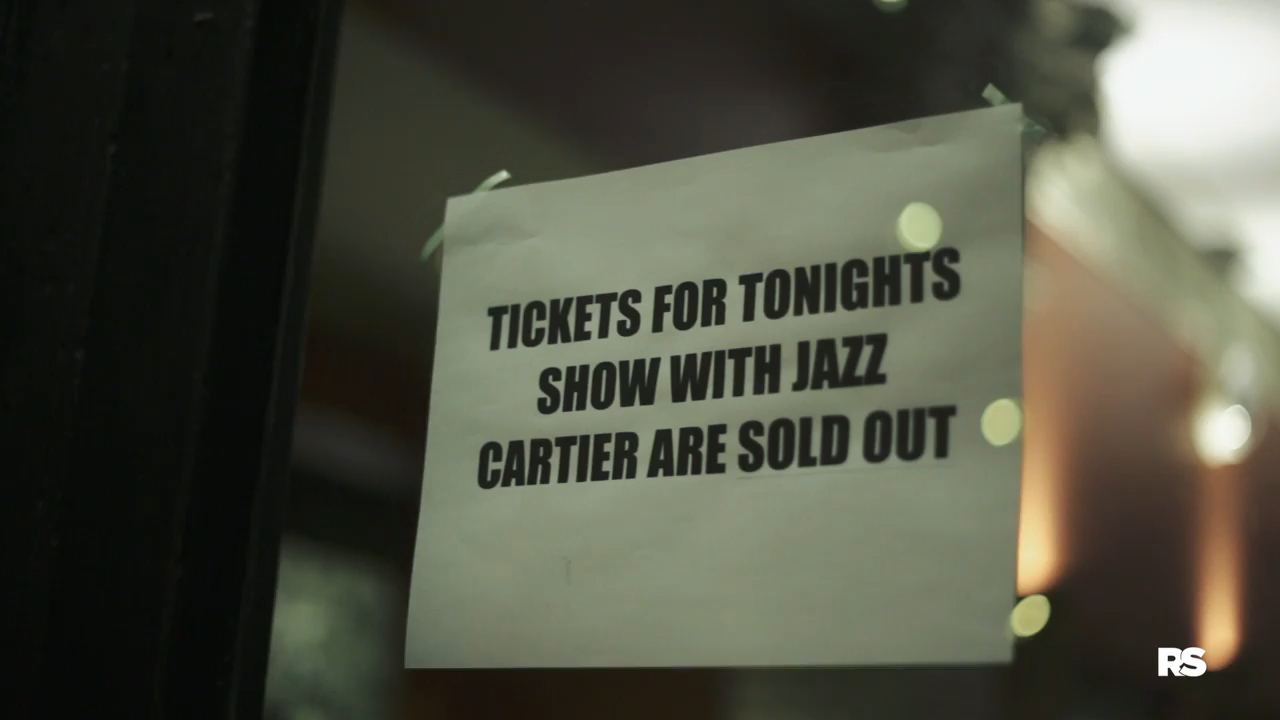 TICKETS FOR TONIGHTS
SHOW WITH JAZZ
CARTIER ARE SOLD OUT
RS